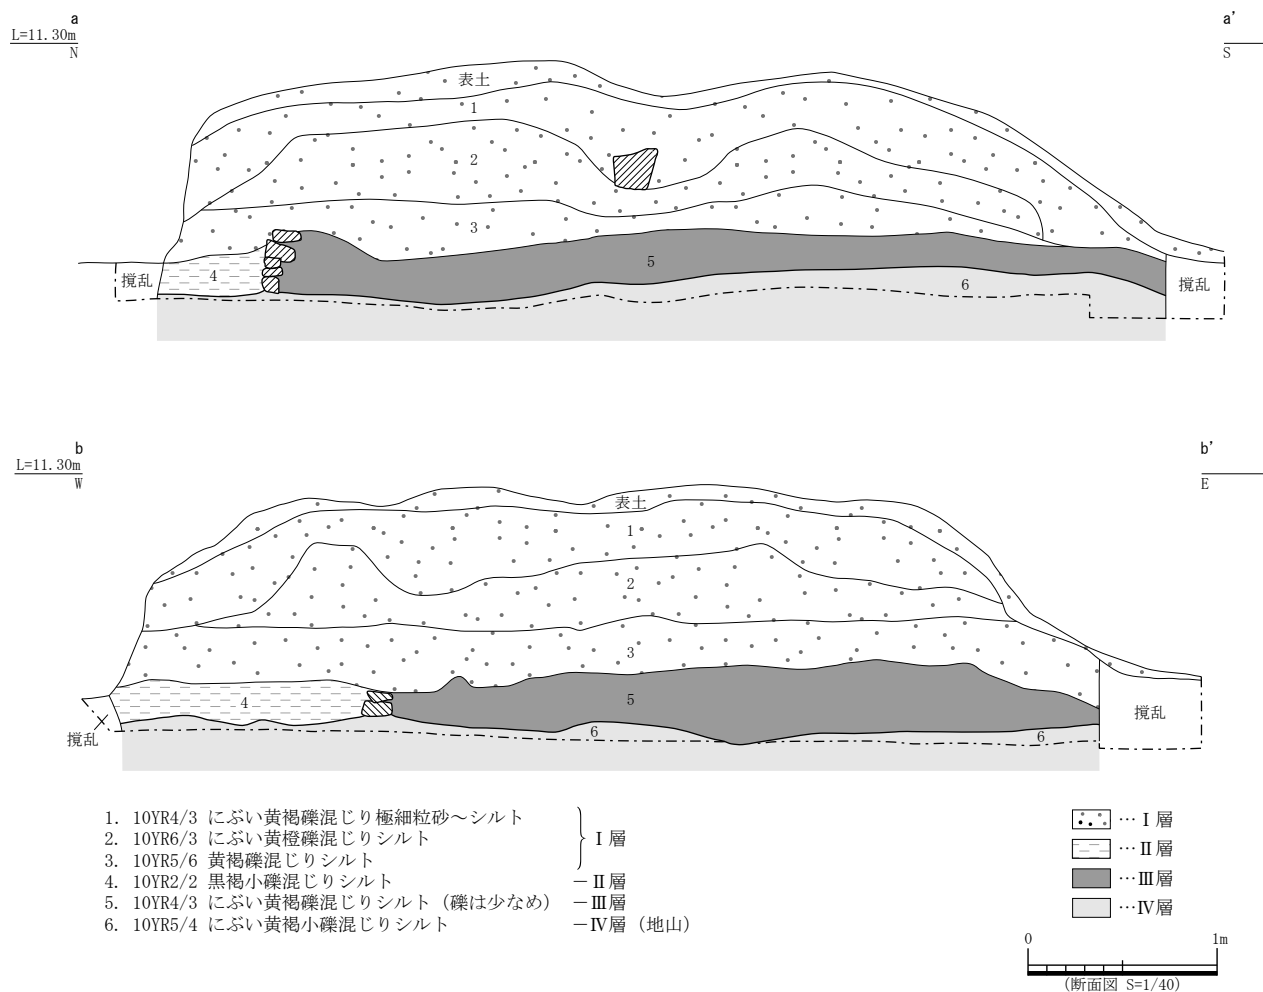 a
a'
L=11.30m
N
S
表土
1
2
3
4
5
6
撹乱
撹乱
b
b'
L=11.30m
W
E
表土
1
2
3
4
5
6
6
撹乱
撹乱
1. 10YR4/3 にぶい黄褐礫混じり極細粒砂～シルト
2. 10YR6/3 にぶい黄橙礫混じりシルト
3. 10YR5/6 黄褐礫混じりシルト
Ⅰ層
4. 10YR2/2 黒褐小礫混じりシルト －Ⅱ層
5. 10YR4/3 にぶい黄褐礫混じりシルト（礫は少なめ） －Ⅲ層
6. 10YR5/4 にぶい黄褐小礫混じりシルト －Ⅳ層（地山）
…Ⅰ層
…Ⅱ層
…Ⅲ層
…Ⅳ層
0 1m
(断面図 S=1/40)